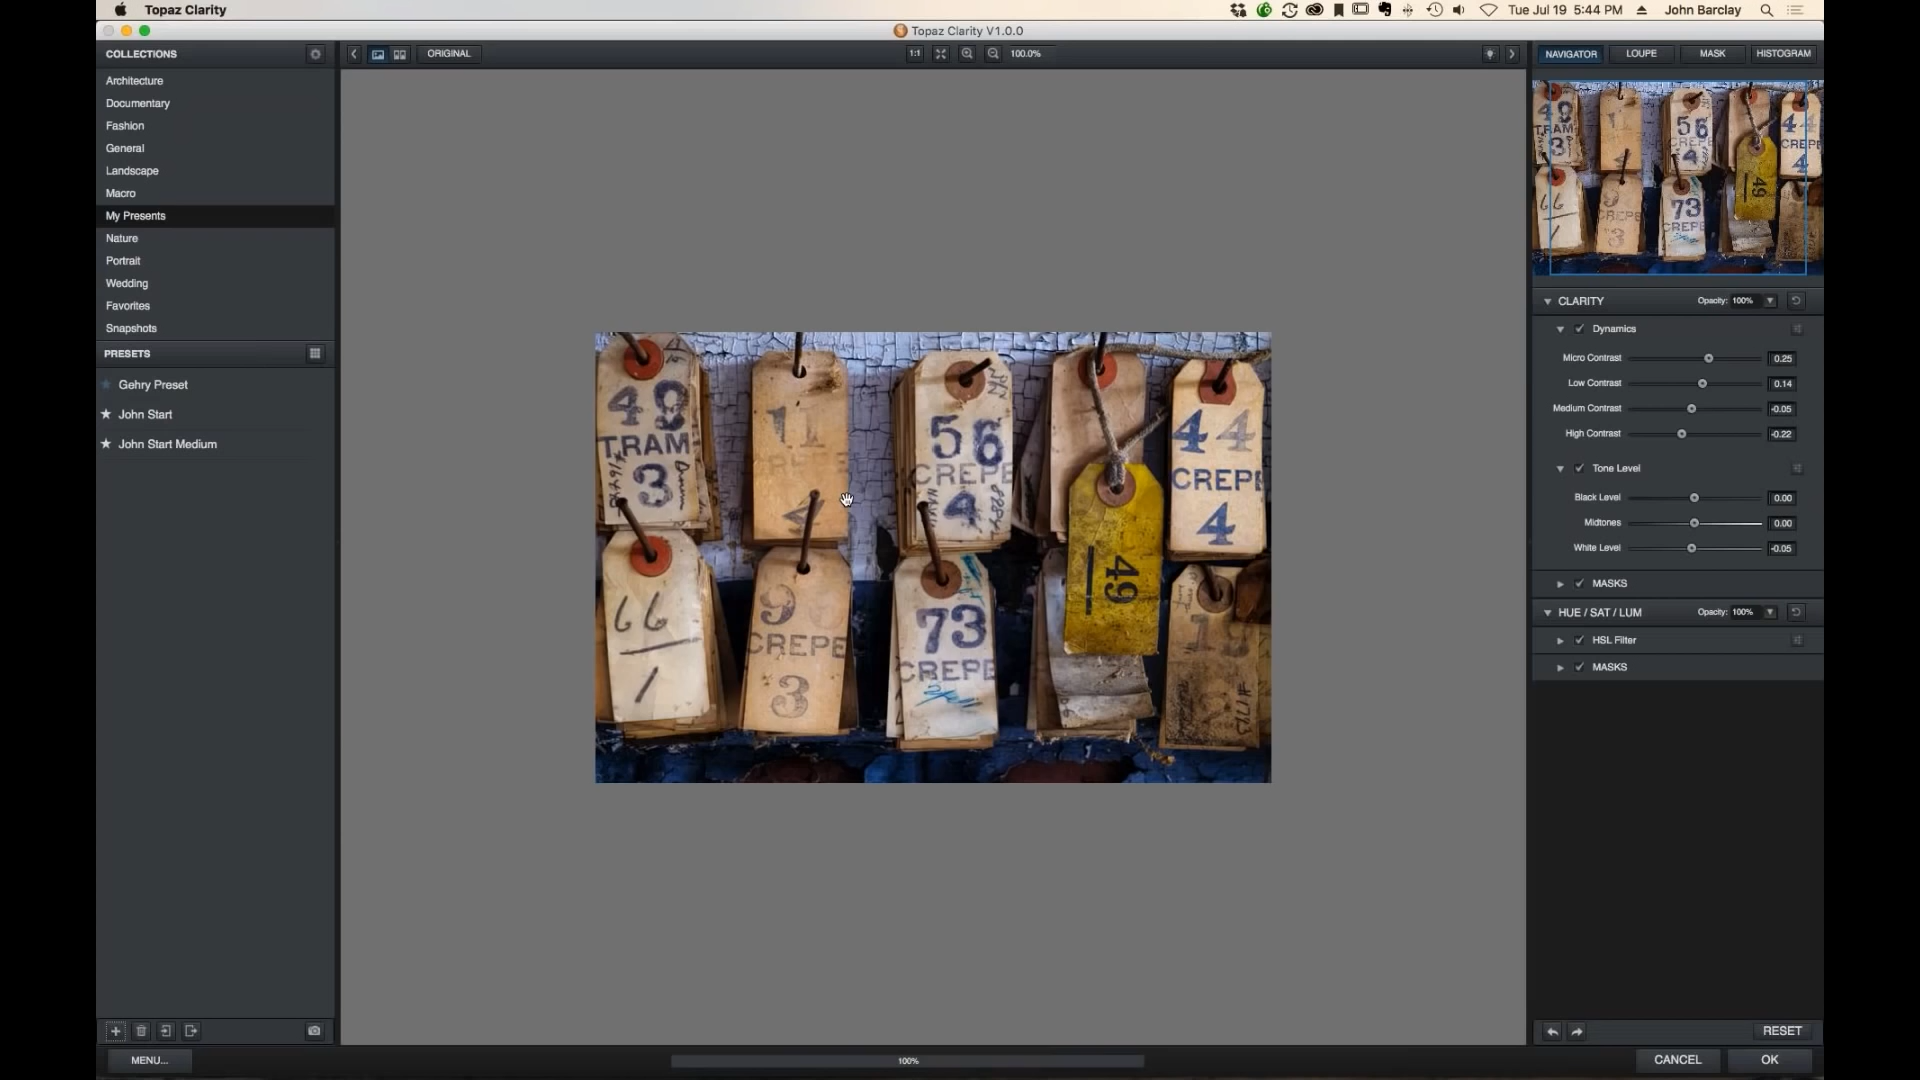 Topaz Clarity
Tue Jul 19 5:44 PM
John Barclay
Topaz Clarity V1.0.0
COLLECTIONS
ORIGINAL
1:1
100.0%
NAVIGATOR
LOUPE
MASK
HISTOGRAM
Architecture
Documentary
Fashion
General
Landscape
Macro
My Presents
Nature
Portrait
Wedding
Favorites
Snapshots
PRESETS
Gehry Preset
John Start
John Start Medium
49
TRAM
3
11
4
56
CREPE
4
44
CREPE
4
49
66
1
9
CREPE
3
73
CREPE
CLARITY
Opacity: 100%
Dynamics
Micro Contrast 0.25
Low Contrast 0.14
Medium Contrast -0.05
High Contrast -0.22
Tone Level
Black Level 0.00
Midtones 0.00
White Level -0.05
MASKS
HUE / SAT / LUM
Opacity: 100%
HSL Filter
MASKS
RESET
MENU...
100%
CANCEL
OK